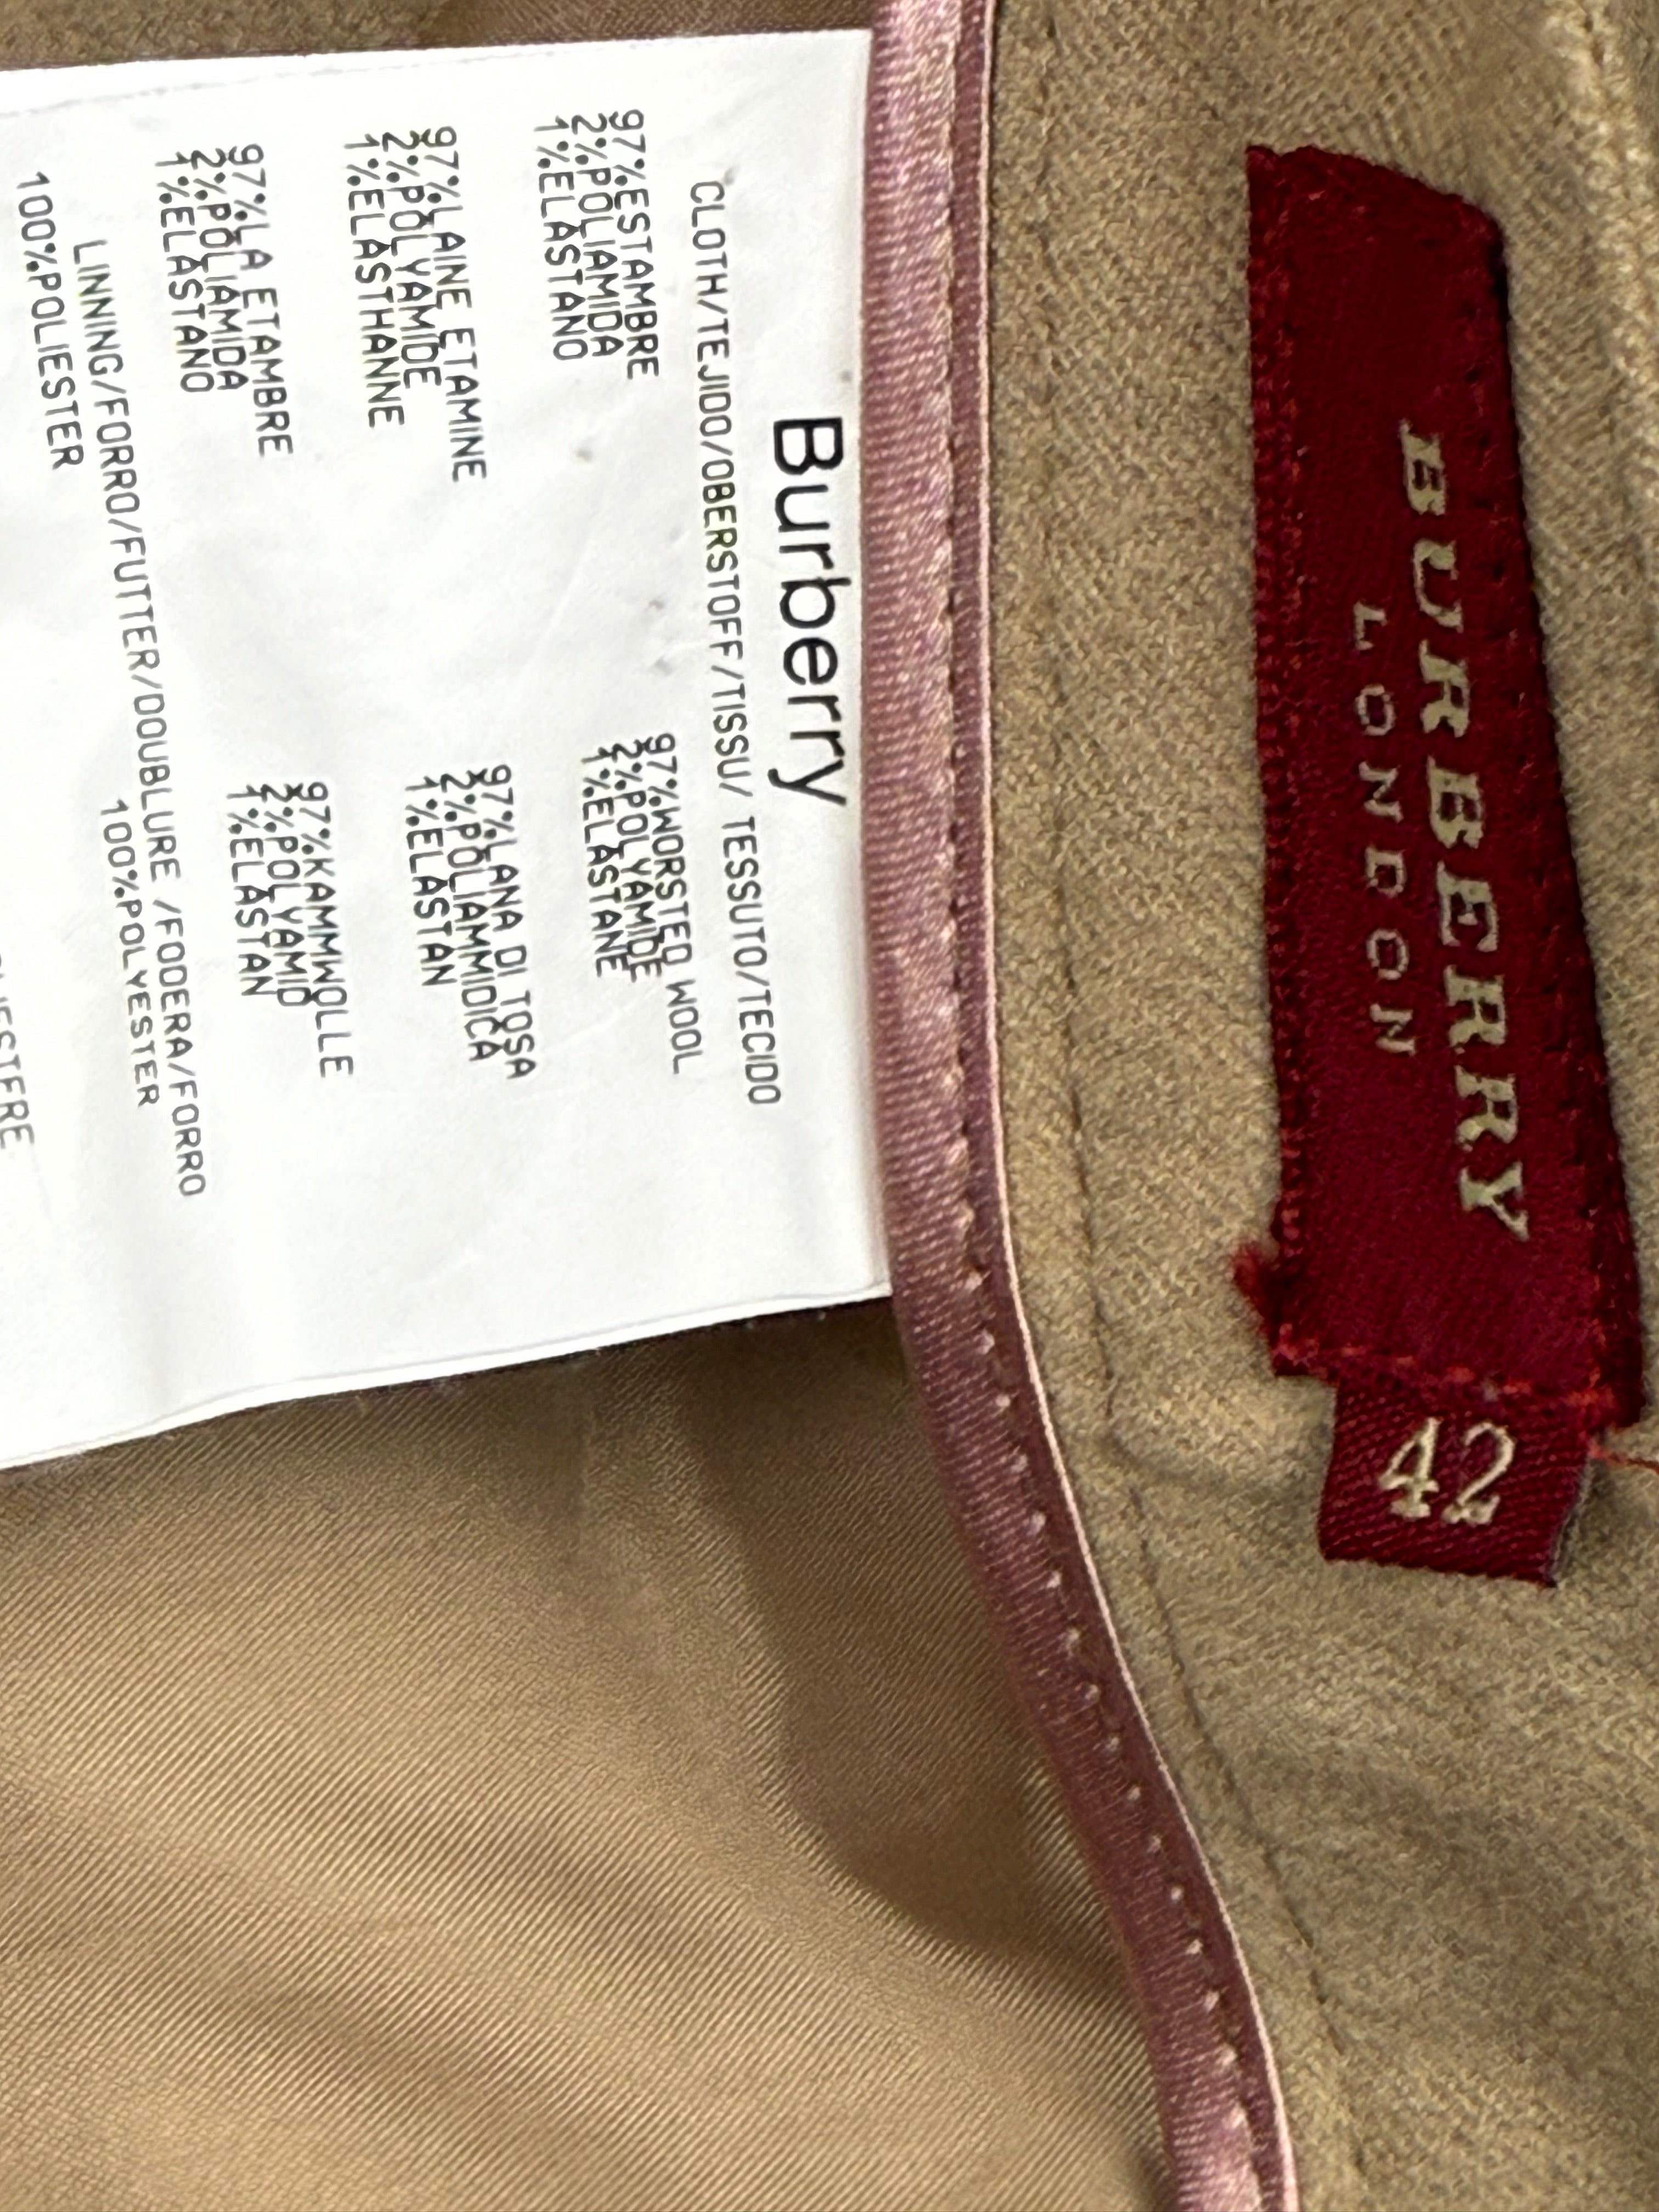 BURBERRY
LONDON
42
Burberry
CLOTH/TEJIDO/OBERSTOFF/TISSU/ TESSUTO/TECIDO
97%ESTAMBRE
2%POLIAMIDA
1%ELASTANO
97%WORSTED WOOL
2%POLYAMIDE
1%ELASTANE
97%LAINE ETAMINE
2%POLYAMIDE
1%ELASTHANNE
97%LANA DI TOSA
2%POLIAMMIDICA
1%ELASTAN
97%LA ETAMBRE
2%POLIAMIDA
1%ELASTANO
97%KAMMWOLLE
2%POLYAMID
1%ELASTAN
LINNING/FORRO/FUTTER/DOUBLURE /FODERA/FORRO
100%POLIESTER
100%POLYESTER